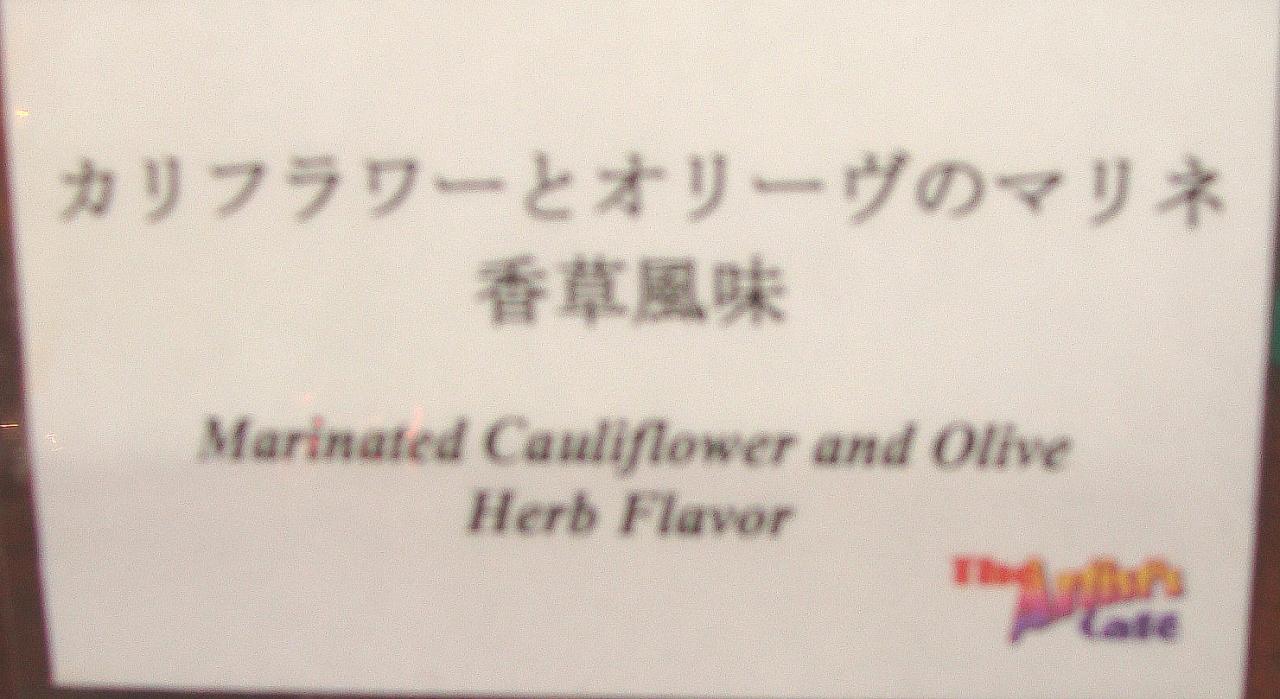 カリフラワーとオリーヴのマリネ
香草風味
Marinated Cauliflower and Olive
Herb Flavor
The Artist's
Café